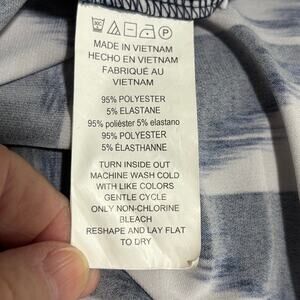 MADE IN VIETNAM
HECHO EN VIETNAM
FABRIQUÉ AU
VIETNAM
95% POLYESTER
5% ELASTANE
95% poliéster 5% elastano
95% POLYESTER
5% ÉLASTHANNE
TURN INSIDE OUT
MACHINE WASH COLD
WITH LIKE COLORS
GENTLE CYCLE
ONLY NON-CHLORINE
BLEACH
RESHAPE AND LAY FLAT
TO DRY